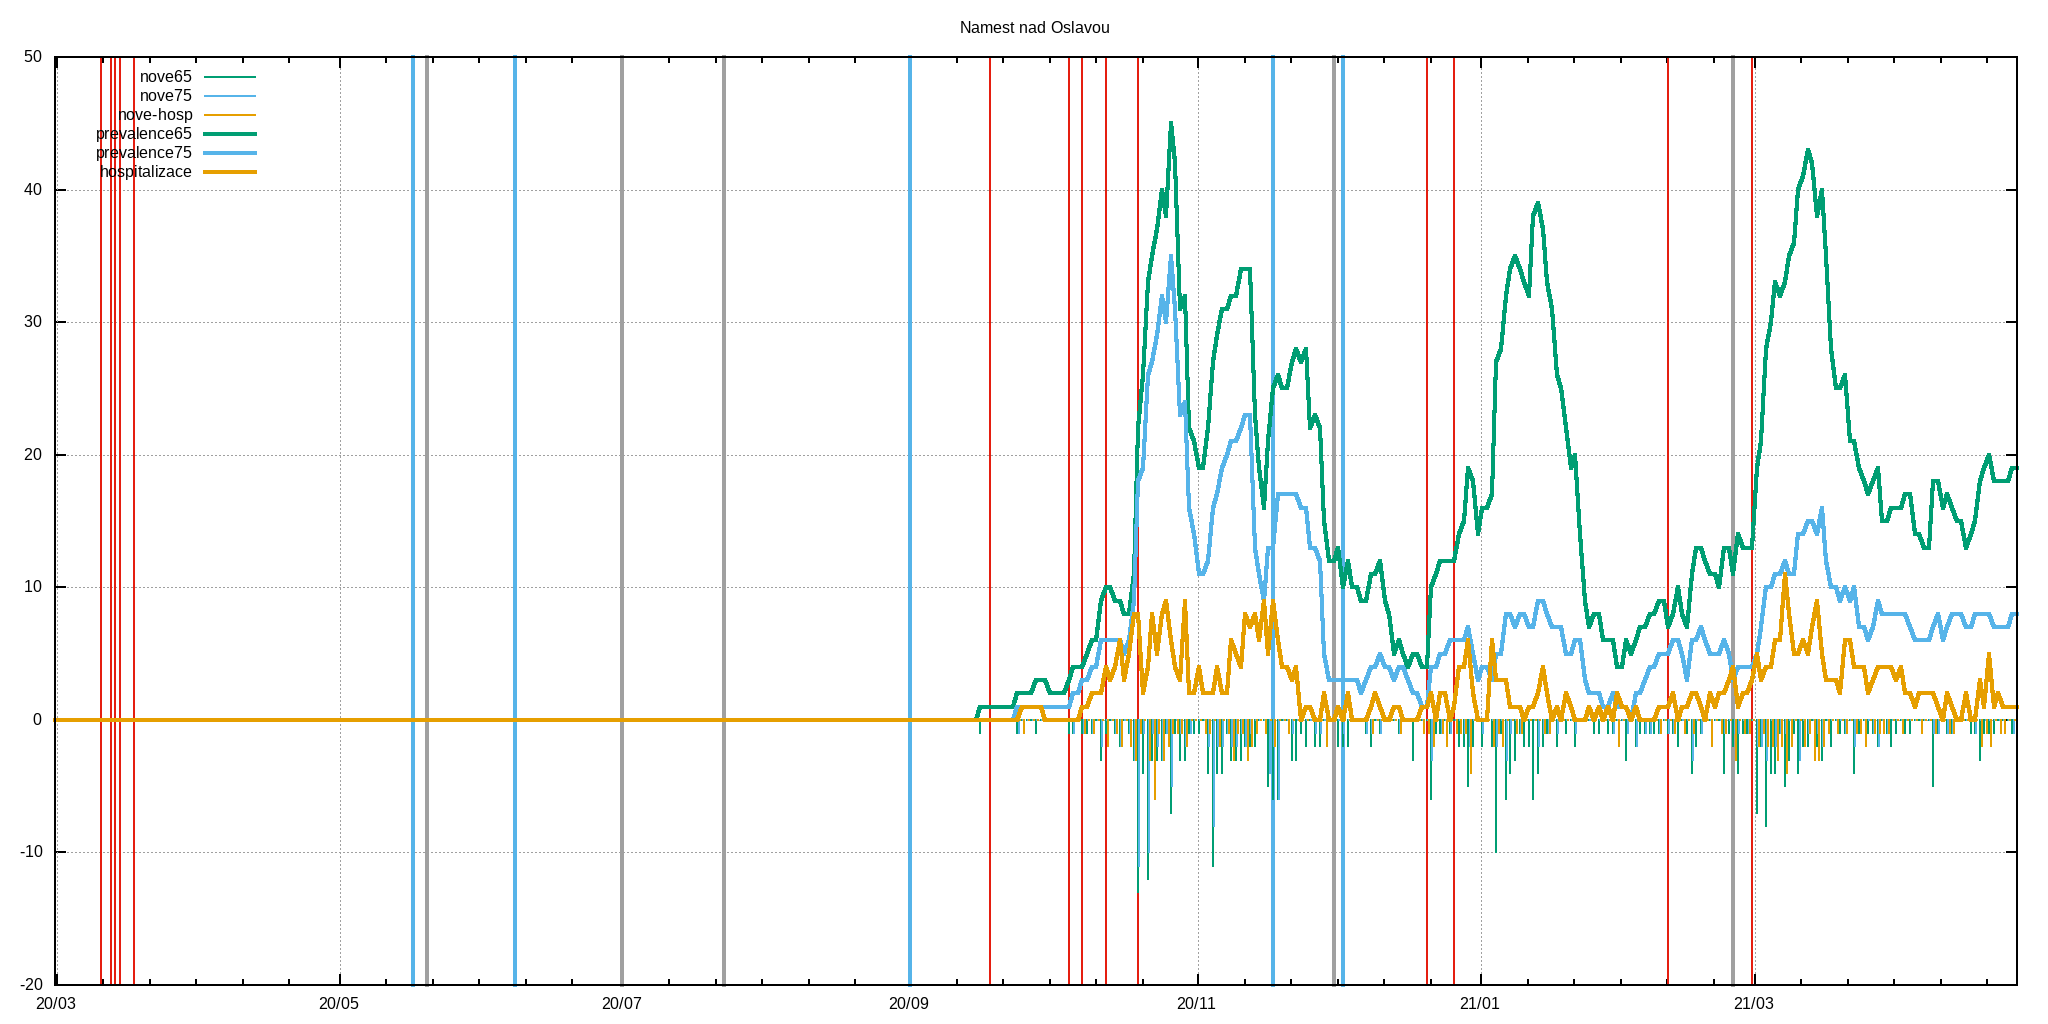 Namest nad Oslavou
50
40
30
20
10
0
-10
-20
nove65
nove75
nove-hosp
prevalence65
prevalence75
hospitalizace
20/03 20/05 20/07 20/09 20/11 21/01 21/03